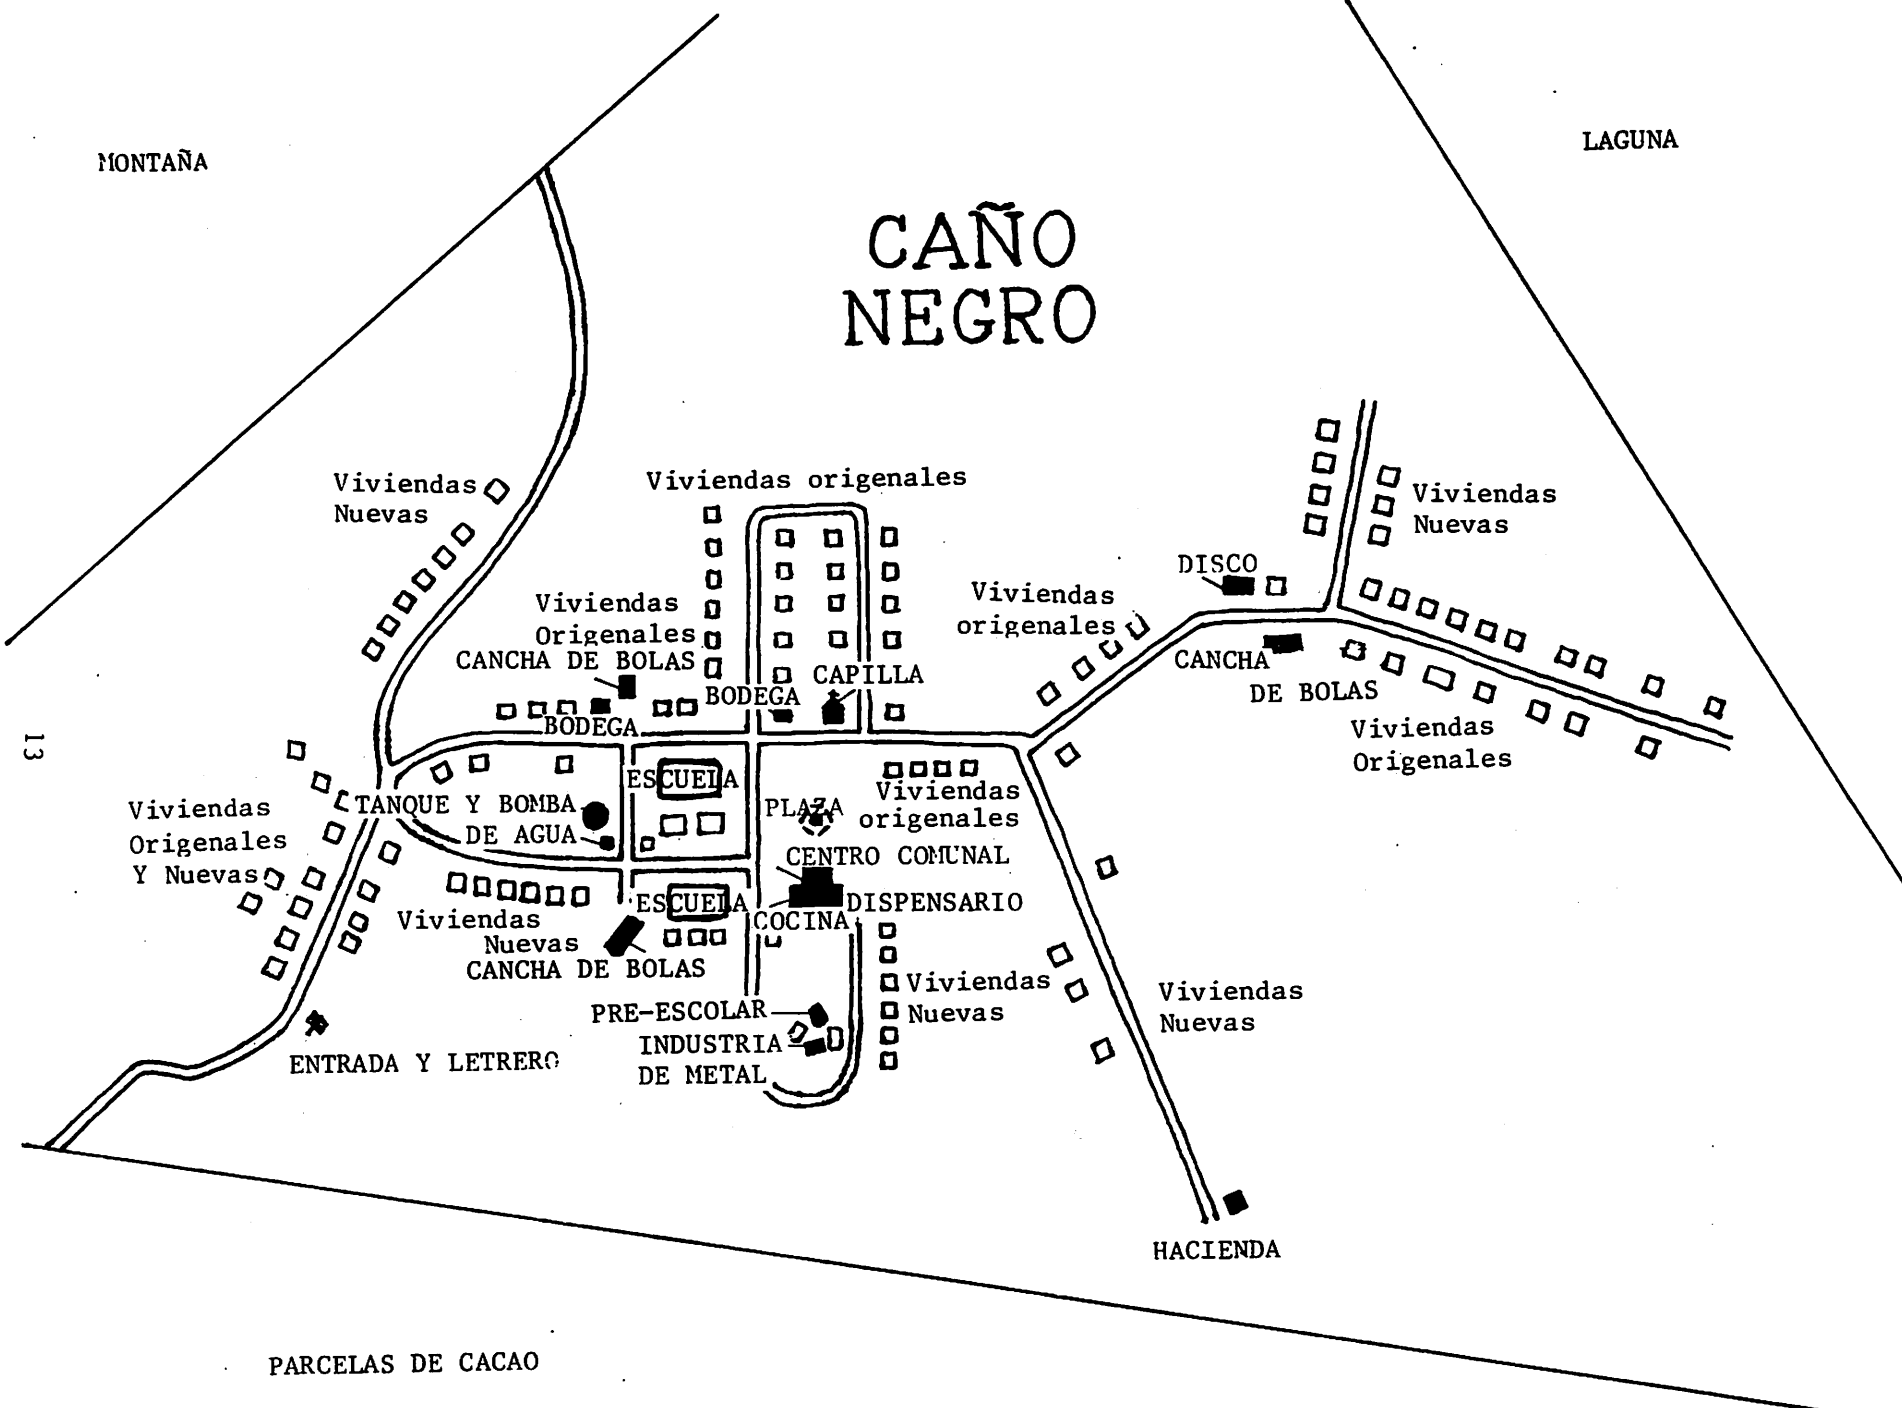 MONTAÑA
LAGUNA
CAÑO
NEGRO
Viviendas
Nuevas
Viviendas origenales
Viviendas
Nuevas
DISCO
Viviendas
origenales
Viviendas
Origenales
CANCHA DE BOLAS
BODEGA
CAPILLA
BODEGA
CANCHA
DE BOLAS
Viviendas
Origenales
13
ESCUELA
TANQUE Y BOMBA
DE AGUA
PLAZA
Viviendas
origenales
Viviendas
Origenales
Y Nuevas
CENTRO COMUNAL
ESCUELA
COCINA
DISPENSARIO
Viviendas
Nuevas
CANCHA DE BOLAS
Viviendas
Nuevas
Viviendas
Nuevas
PRE-ESCOLAR
INDUSTRIA
DE METAL
ENTRADA Y LETRERO
HACIENDA
PARCELAS DE CACAO